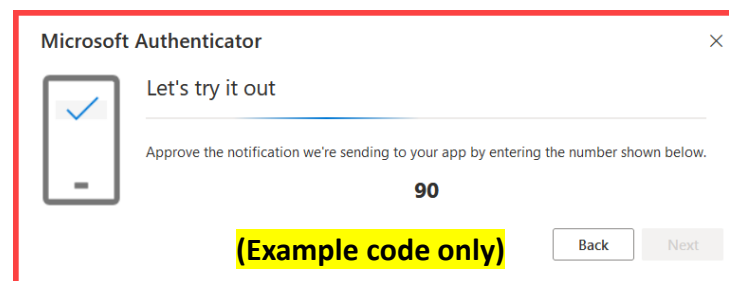 Microsoft Authenticator
Let's try it out
Approve the notification we're sending to your app by entering the number shown below.
90
(Example code only)
Back
Next